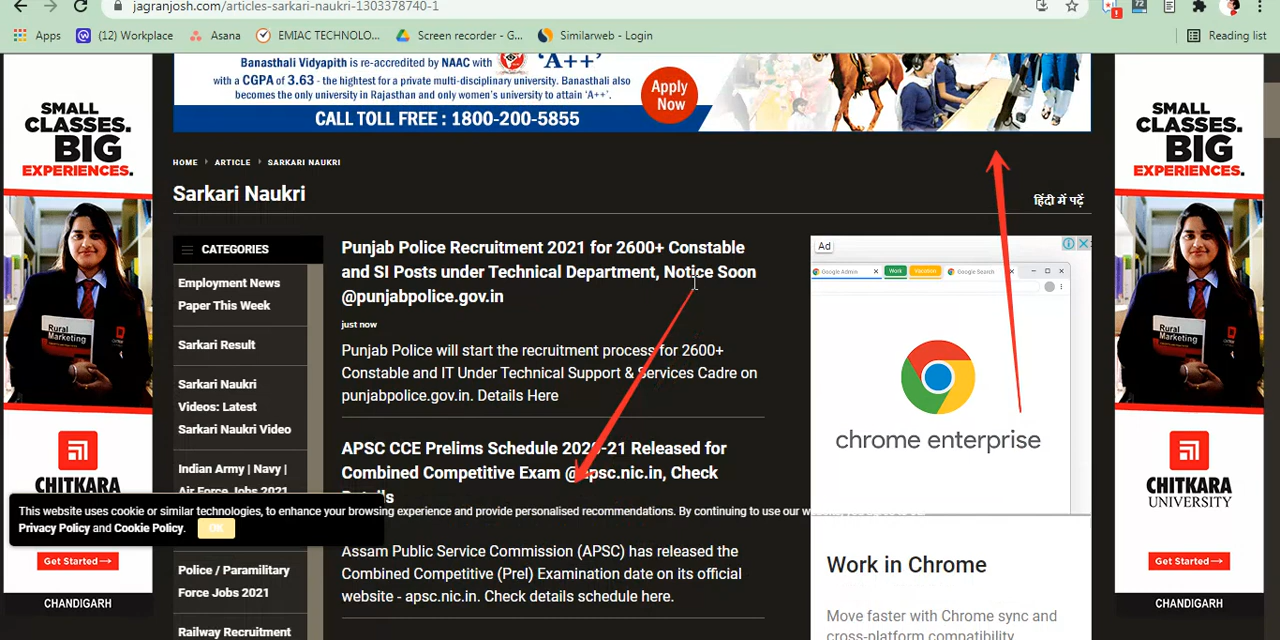 jagranjosh.com/articles-sarkari-naukri-1303378740-1
72
Apps
(12) Workplace
Asana
EMIAC TECHNOLO...
Screen recorder - G...
Similarweb - Login
Reading list
Banasthali Vidyapith is re-accredited by NAAC with 'A++'
with a CGPA of 3.63 - the hightest for a private multi-disciplinary university. Banasthali also
becomes the only university in Rajasthan and only women's university to attain 'A++'.
Apply
Now
CALL TOLL FREE : 1800-200-5855
SMALL
CLASSES.
BIG
EXPERIENCES.
Rural
Marketing
CHITKARA
Get Started
CHANDIGARH
HOME
ARTICLE
SARKARI NAUKRI
Sarkari Naukri
हिंदी में पढ़ें
CATEGORIES
Employment News
Paper This Week
Sarkari Result
Sarkari Naukri
Videos: Latest
Sarkari Naukri Video
Indian Army | Navy |
Air Force Jobs 2021
Police / Paramilitary
Force Jobs 2021
Railway Recruitment
Punjab Police Recruitment 2021 for 2600+ Constable
and SI Posts under Technical Department, Notice Soon
@punjabpolice.gov.in
just now
Punjab Police will start the recruitment process for 2600+
Constable and IT Under Technical Support & Services Cadre on
punjabpolice.gov.in. Details Here
APSC CCE Prelims Schedule 2020-21 Released for
Combined Competitive Exam @apsc.nic.in, Check
Details
This website uses cookie or similar technologies, to enhance your browsing experience and provide personalised recommendations. By continuing to use our
Privacy Policy and Cookie Policy.
OK
Assam Public Service Commission (APSC) has released the
Combined Competitive (Prel) Examination date on its official
website - apsc.nic.in. Check details schedule here.
Ad
Google Admin
Work
Vacation
Google Search
chrome enterprise
Work in Chrome
Move faster with Chrome sync and
cross-platform compatibility
SMALL
CLASSES.
BIG
EXPERIENCES.
Rural
Marketing
CHITKARA
UNIVERSITY
Get Started
CHANDIGARH